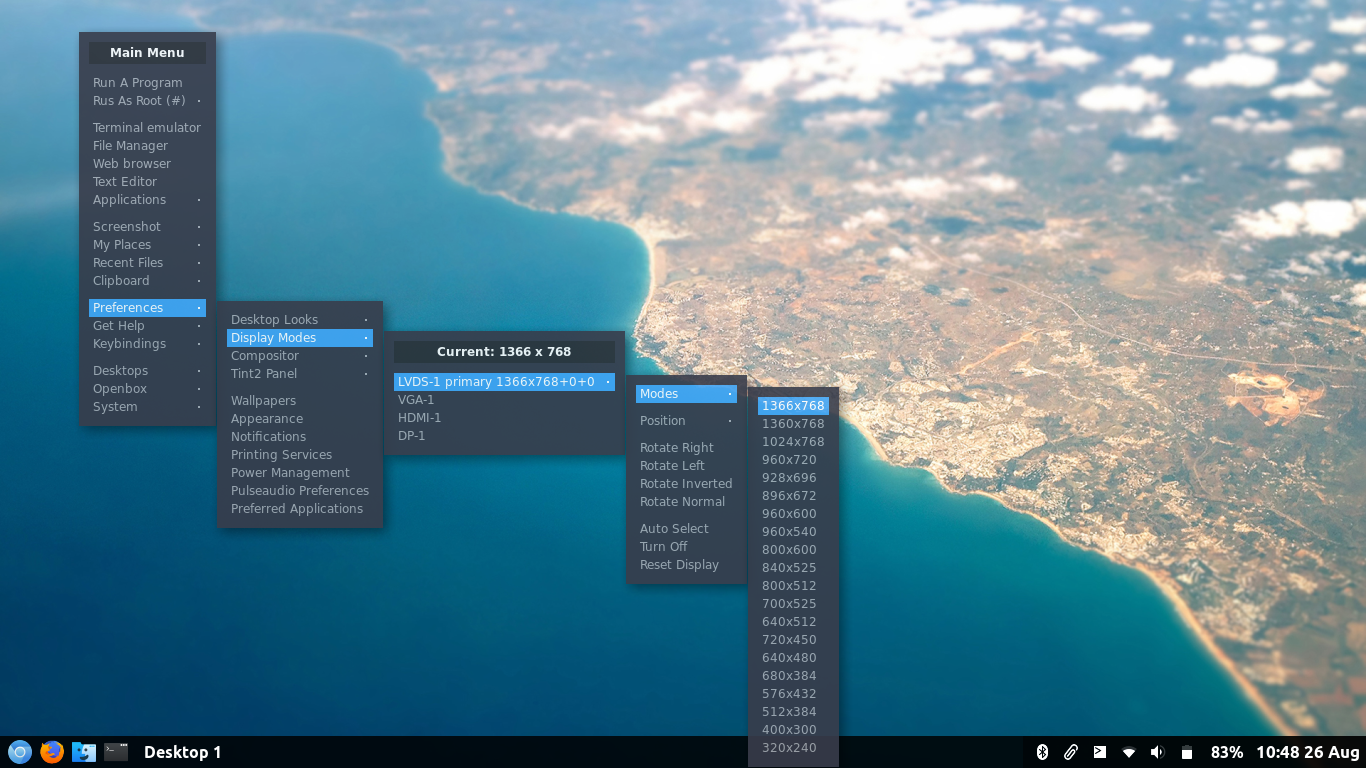 Main Menu
Run A Program
Rus As Root (#)
Terminal emulator
File Manager
Web browser
Text Editor
Applications
Screenshot
My Places
Recent Files
Clipboard
Preferences
Get Help
Keybindings
Desktops
Openbox
System
Desktop Looks
Display Modes
Compositor
Tint2 Panel
Wallpapers
Appearance
Notifications
Printing Services
Power Management
Pulseaudio Preferences
Preferred Applications
Current: 1366 x 768
LVDS-1 primary 1366x768+0+0
VGA-1
HDMI-1
DP-1
Modes
Position
Rotate Right
Rotate Left
Rotate Inverted
Rotate Normal
Auto Select
Turn Off
Reset Display
1366x768
1360x768
1024x768
960x720
928x696
896x672
960x600
960x540
800x600
840x525
800x512
700x525
640x512
720x450
640x480
680x384
576x432
512x384
400x300
320x240
Desktop 1
83%
10:48 26 Aug